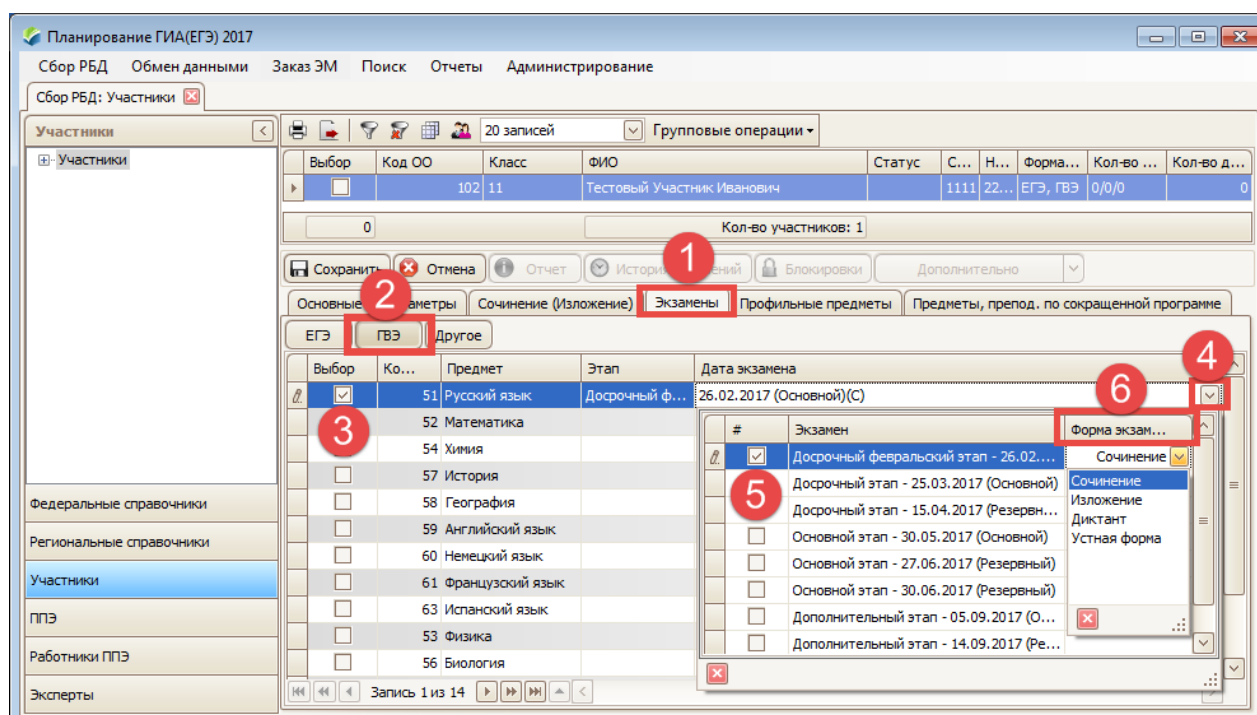 Планирование ГИА(ЕГЭ) 2017
Сбор РБД Обмен данными Заказ ЭМ Поиск Отчеты Администрирование
Сбор РБД: Участники
Участники
Участники
20 записей Групповые операции
Выбор Код ОО Класс ФИО Статус С... Н... Форма... Кол-во ... Кол-во д...
102 11 Тестовый Участник Иванович 1111 22... ЕГЭ, ГВЭ 0/0/0 0
0 Кол-во участников: 1
Сохранить Отмена Отчет Блокировки Дополнительно
1
2
Основные Сочинение (Изложение) Экзамены Профильные предметы Предметы, препод. по сокращенной программе
ЕГЭ ГВЭ Другое
Выбор Ко... Предмет Этап Дата экзамена
4
51 Русский язык Досрочный ф... 26.02.2017 (Основной)(С)
6
3
52 Математика
54 Химия
57 История
58 География
59 Английский язык
60 Немецкий язык
61 Французский язык
63 Испанский язык
53 Физика
56 Биология
# Экзамен Форма экзам...
Досрочный февральский этап - 26.02.... Сочинение
5
Досрочный этап - 25.03.2017 (Основной)
Досрочный этап - 15.04.2017 (Резервн...
Основной этап - 30.05.2017 (Основной)
Основной этап - 27.06.2017 (Резервный)
Основной этап - 30.06.2017 (Резервный)
Дополнительный этап - 05.09.2017 (О...
Дополнительный этап - 14.09.2017 (Ре...
Сочинение
Изложение
Диктант
Устная форма
Запись 1 из 14
Федеральные справочники
Региональные справочники
Участники
ППЭ
Работники ППЭ
Эксперты